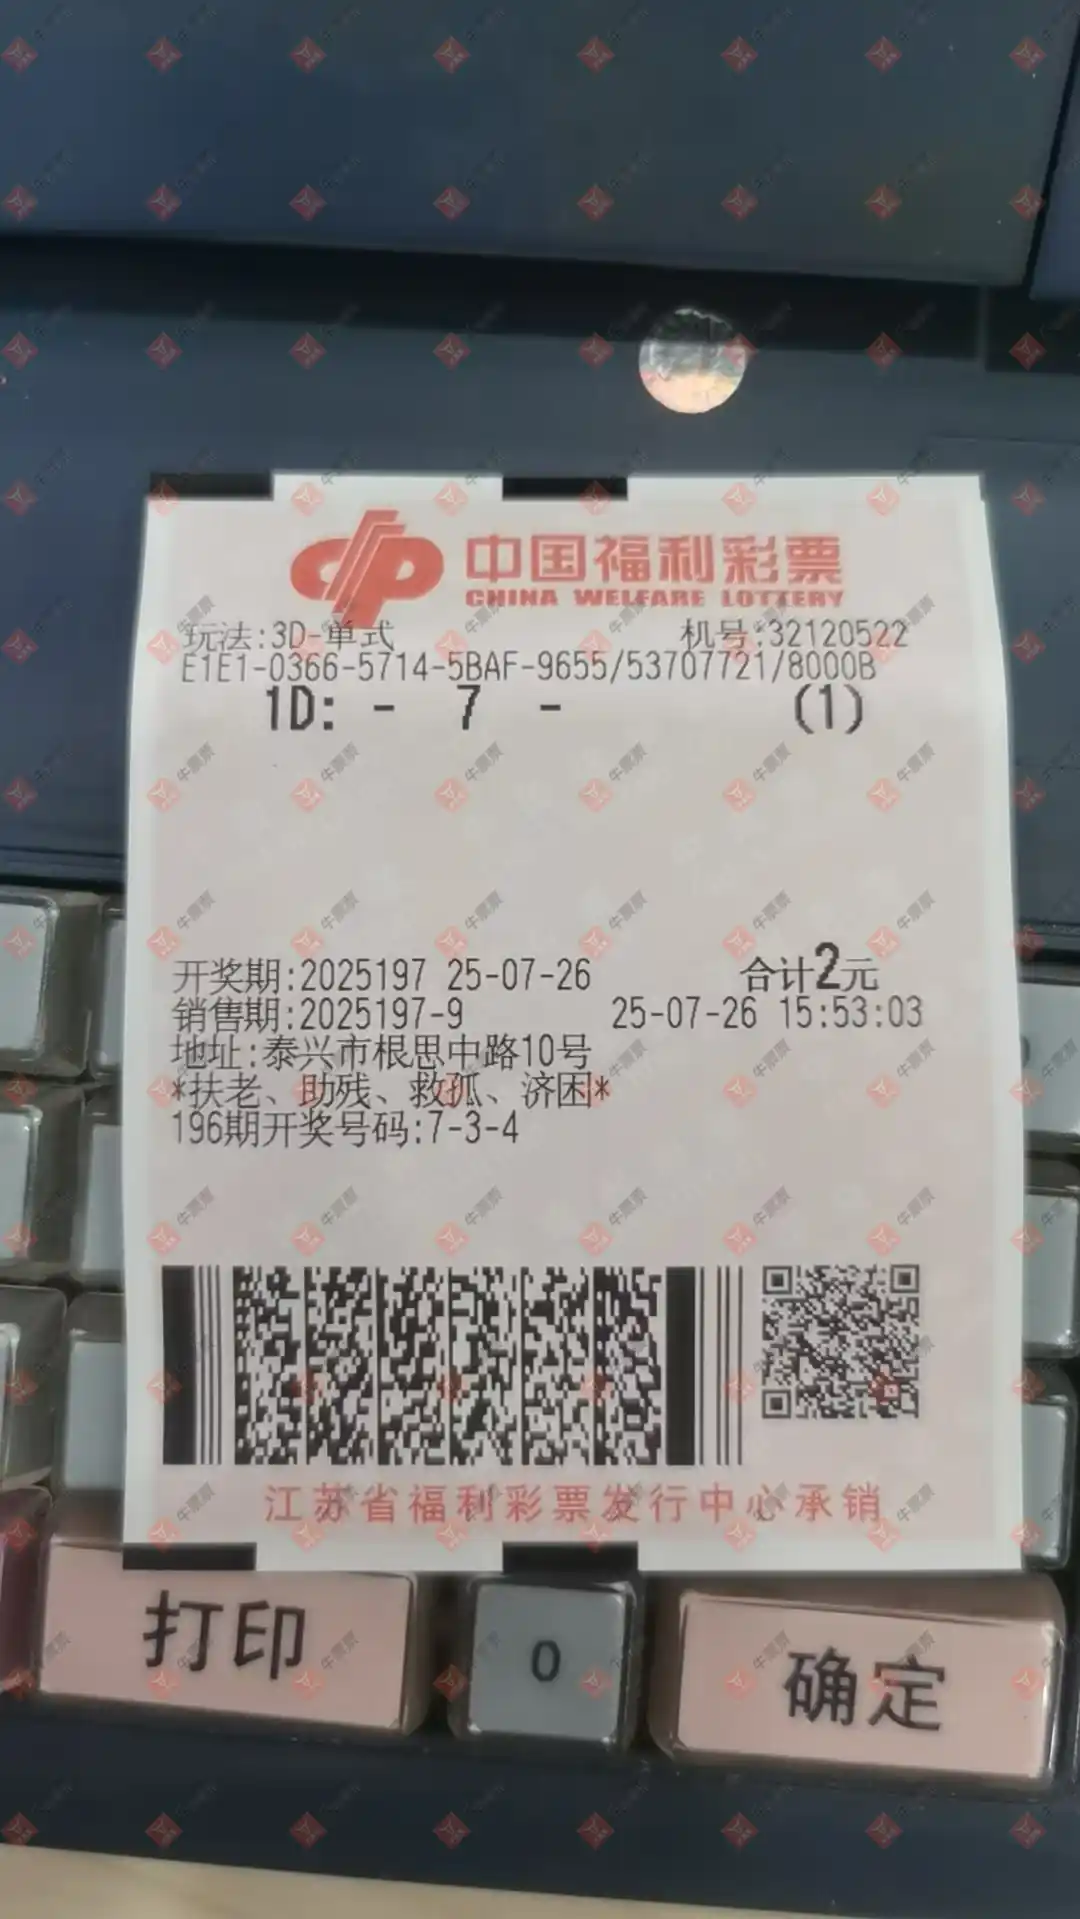 中国福利彩票
CHINA WELFARE LOTTERY
玩法:3D-单式 机号:32120522
E1E1-0366-5714-5BAF-9655/53707721/8000B
1D: - 7 - (1)
开奖期:2025197 25-07-26 合计2元
销售期:2025197-9 25-07-26 15:53:03
地址:泰兴市根思中路10号
*扶老、助残、救孤、济困*
196期开奖号码:7-3-4
江苏省福利彩票发行中心承销
打印 0 确定
牛票票